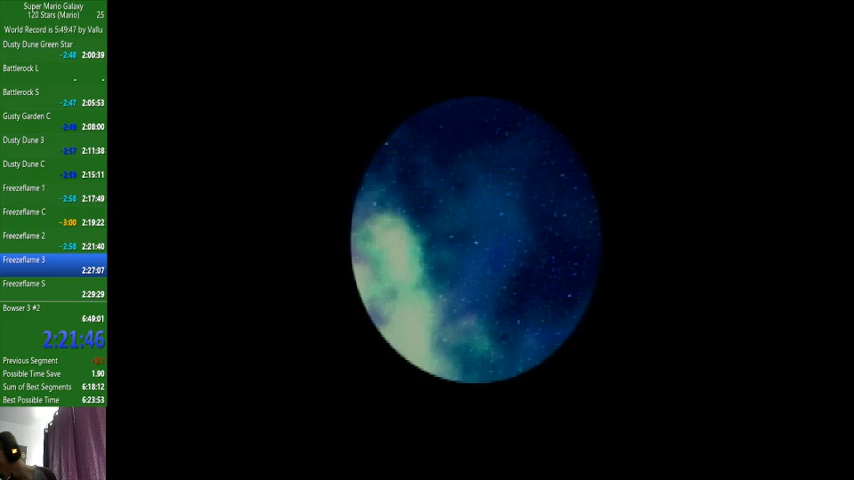 Super Mario Galaxy
120 Stars (Mario) 25
World Record is 5:49:47 by Vallu
Dusty Dune Green Star
-2:48 2:00:39
Battlerock L
- -
Battlerock S
-2:47 2:05:53
Gusty Garden C
2:08:00
Dusty Dune 3
2:11:38
Dusty Dune C
2:15:11
Freezeflame 1
-2:58 2:17:49
Freezeflame C
-3:00 2:19:22
Freezeflame 2
-2:58 2:21:40
Freezeflame 3
2:27:07
Freezeflame S
2:29:29
Bowser 3 #2
6:49:01
2:21:46
Previous Segment
Possible Time Save 1.90
Sum of Best Segments 6:18:12
Best Possible Time 6:23:53